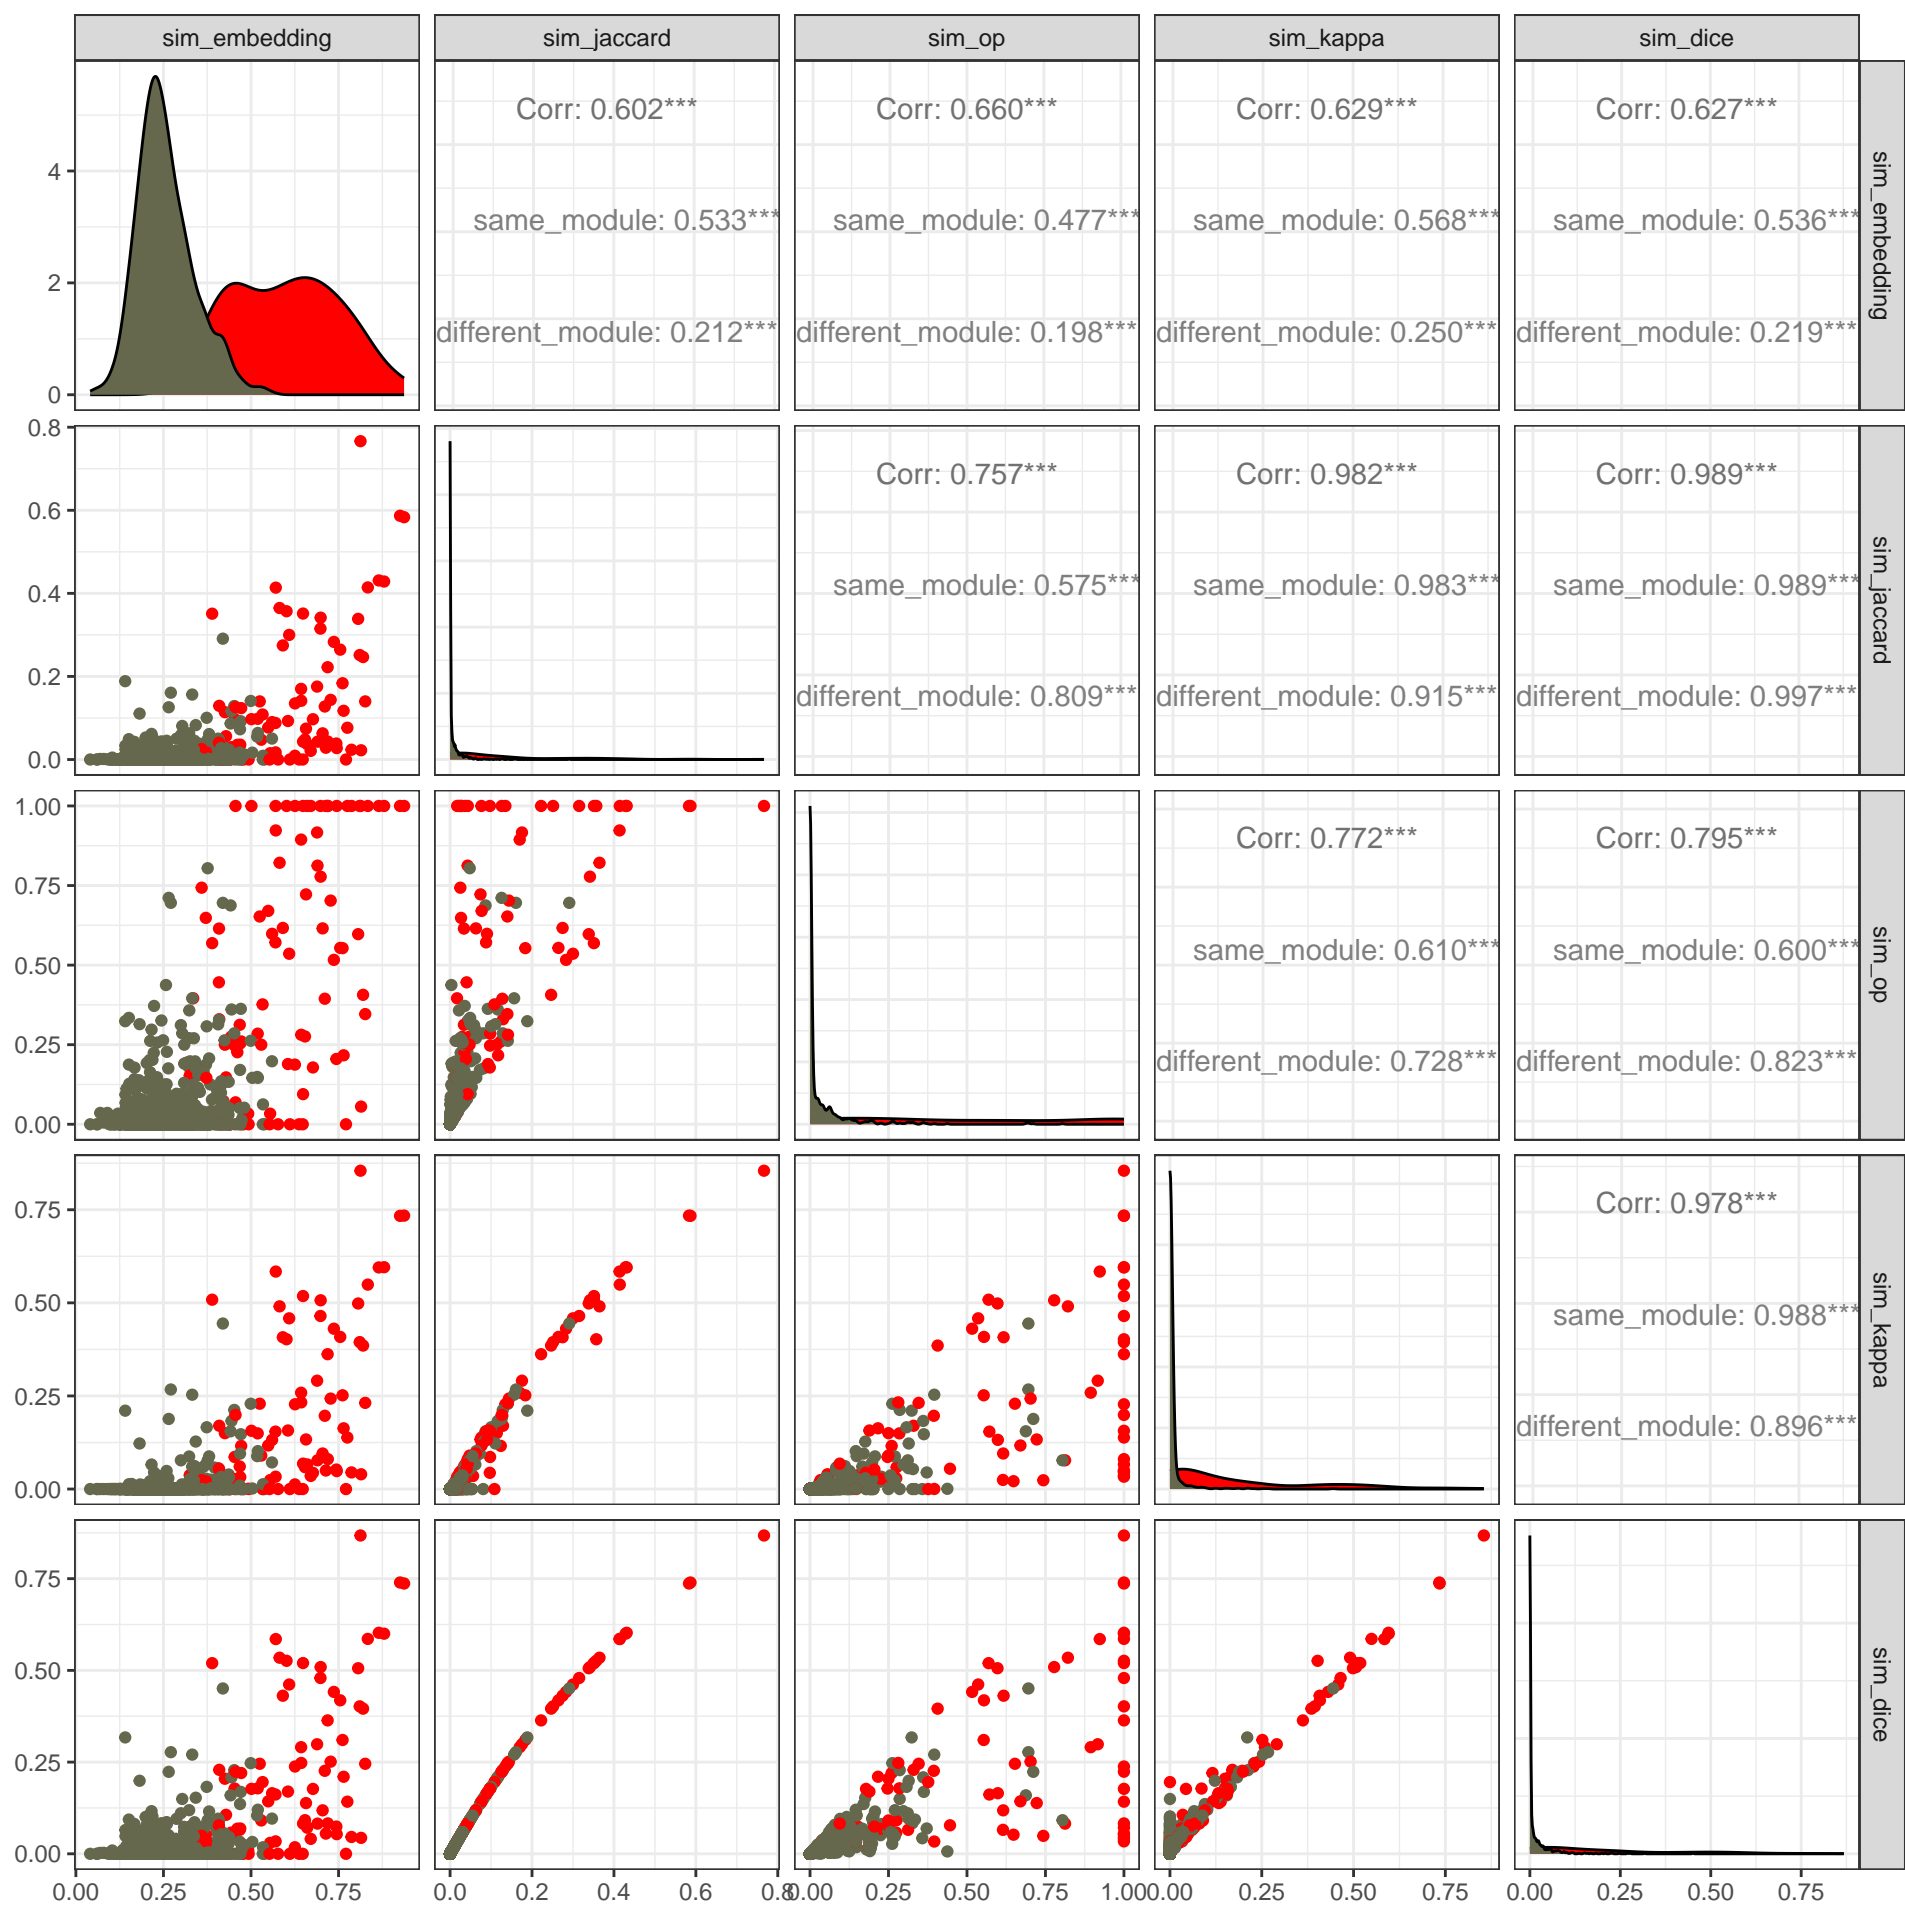 sim_embedding sim_jaccard sim_op sim_kappa sim_dice
Corr: 0.602*** Corr: 0.660*** Corr: 0.629*** Corr: 0.627***
4
same_module: 0.533*** same_module: 0.477*** same_module: 0.568*** same_module: 0.536***
sim_embedding
2
different_module: 0.212*** different_module: 0.198*** different_module: 0.250*** different_module: 0.219***
0
0.8
Corr: 0.757*** Corr: 0.982*** Corr: 0.989***
0.6
same_module: 0.575*** same_module: 0.983*** same_module: 0.989***
0.4
sim_jaccard
0.2
different_module: 0.809*** different_module: 0.915*** different_module: 0.997***
0.0
1.00
Corr: 0.772*** Corr: 0.795***
0.75
same_module: 0.610*** same_module: 0.600***
sim_op
0.50
0.25
different_module: 0.728*** different_module: 0.823***
0.00
Corr: 0.978***
0.75
0.50
same_module: 0.988***
sim_kappa
0.25
different_module: 0.896***
0.00
0.75
0.50
sim_dice
0.25
0.00
0.00 0.25 0.50 0.75 0.0 0.2 0.4 0.6 0.8 0.00 0.25 0.50 0.75 1.00 0.00 0.25 0.50 0.75 0.00 0.25 0.50 0.75